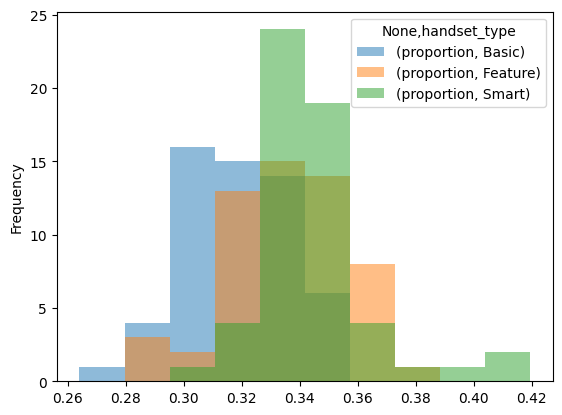 25
20
15
10
5
0
Frequency
None,handset_type
(proportion, Basic)
(proportion, Feature)
(proportion, Smart)
0.26 0.28 0.30 0.32 0.34 0.36 0.38 0.40 0.42